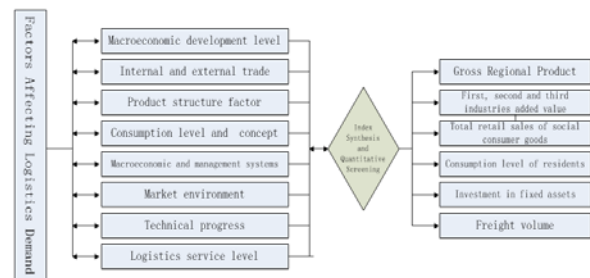 Factors Affecting Logistics Demand
Macroeconomic development level
Internal and external trade
Product structure factor
Consumption level and concept
Macroeconomic and management systems
Market environment
Technical progress
Logistics service level
Index
Synthesis
and
Quantitative
Screening
Gross Regional Product
First, second and third
industries added value
Total retail sales of social
consumer goods
Consumption level of residents
Investment in fixed assets
Freight volume